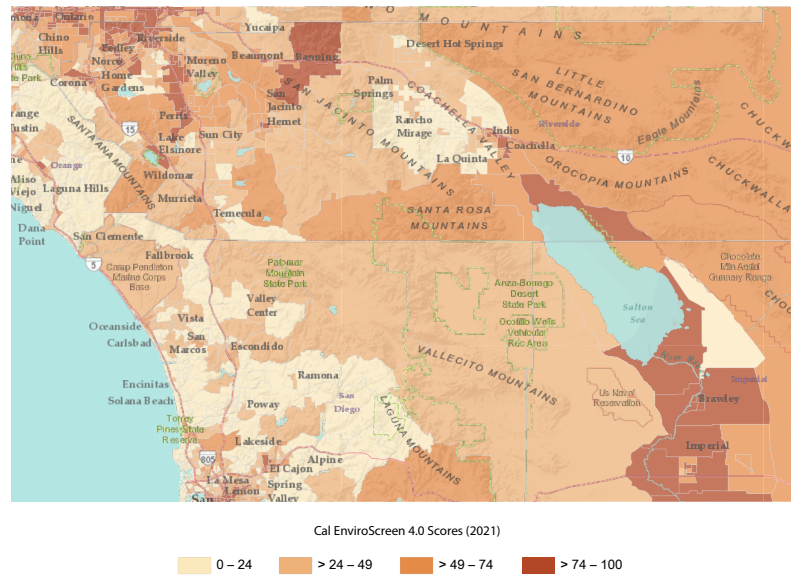 Ontario
Yucaipa
MOUNTAINS
Chino
Hills
Riverside
Norco
Moreno
Valley
Beaumont
Banning
Desert Hot Springs
LITTLE
SAN BERNARDINO
MOUNTAINS
Corona
Home
Gardens
Palm
Springs
San
Jacinto
Hemet
SAN JACINTO MOUNTAINS
COACHELLA VALLEY
Eagle Mountains
Perris
Rancho
Mirage
Indio
Riverside
15
Lake
Elsinore
Sun City
La Quinta
Coachella
10
SANTA ANA MOUNTAINS
Orange
Wildomar
OROCOPIA MOUNTAINS
CHUCKWALLA
Aliso
Viejo
Laguna Hills
Niguel
Murrieta
Temecula
SANTA ROSA
MOUNTAINS
Dana
Point
San Clemente
Fallbrook
5
Camp Pendleton
Marine Corps
Base
Palomar
Mountain
State Park
Anza-Borrego
Desert
State Park
Chocolate
Mtn Aerial
Gunnery Range
Valley
Center
Ocotillo Wells
Vehicular
Rec Area
Salton
Sea
Oceanside
Vista
Carlsbad
San
Marcos
Escondido
VALLECITO MOUNTAINS
Encinitas
Ramona
San
Diego
Us Naval
Reservation
Imperial
Solana Beach
Poway
Brawley
Torrey
Pines State
Reserve
LAGUNA MOUNTAINS
Lakeside
Imperial
805
El Cajon
Alpine
La Mesa
Lemon
Spring
Valley
San
Cal EnviroScreen 4.0 Scores (2021)
0 – 24
> 24 – 49
> 49 – 74
> 74 – 100